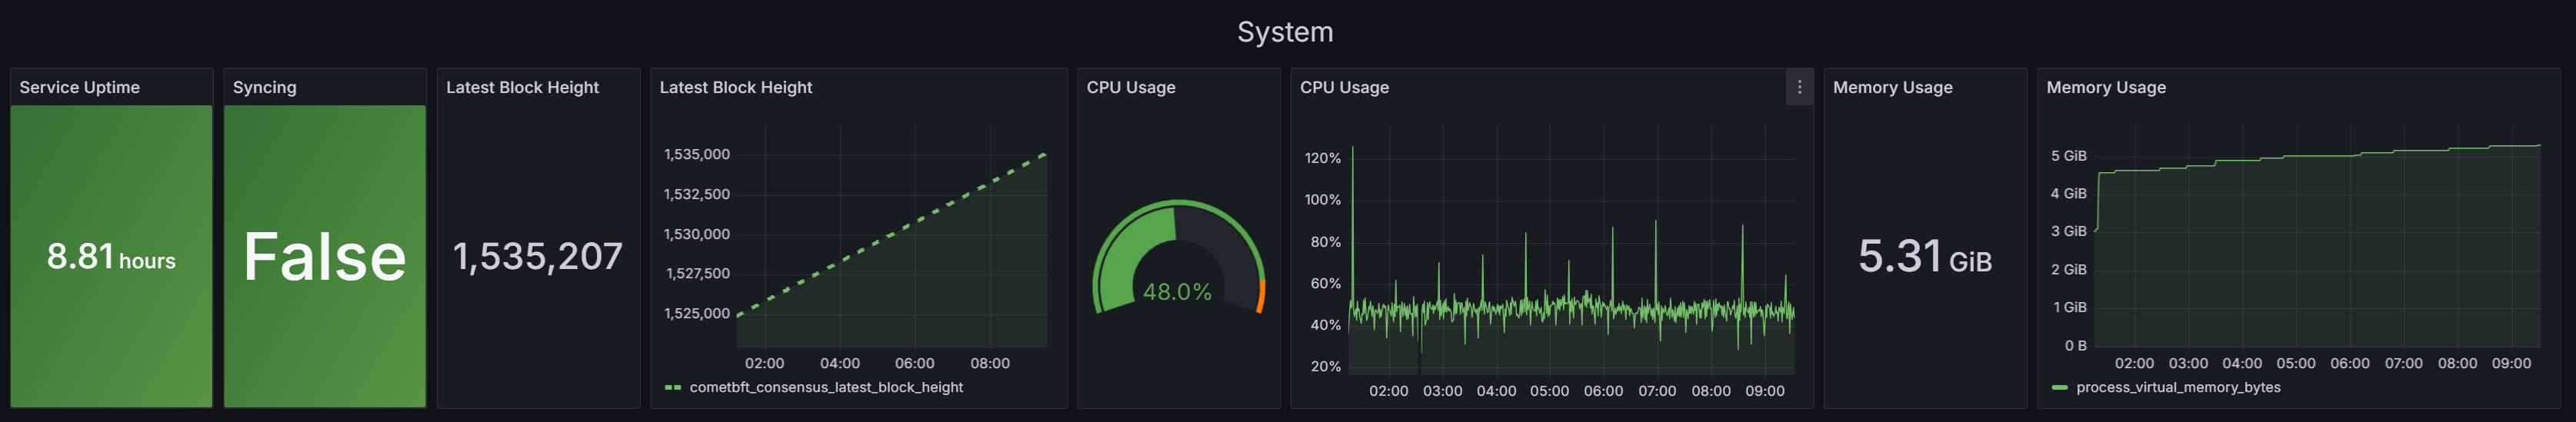 System
Service Uptime
8.81 hours
Syncing
False
Latest Block Height
1,535,207
Latest Block Height
1,535,000
1,532,500
1,530,000
1,527,500
1,525,000
02:00 04:00 06:00 08:00
cometbft_consensus_latest_block_height
CPU Usage
48.0%
CPU Usage
120%
100%
80%
60%
40%
20%
02:00 03:00 04:00 05:00 06:00 07:00 08:00 09:00
Memory Usage
5.31 GiB
Memory Usage
5 GiB
4 GiB
3 GiB
2 GiB
1 GiB
0 B
02:00 03:00 04:00 05:00 06:00 07:00 08:00 09:00
process_virtual_memory_bytes